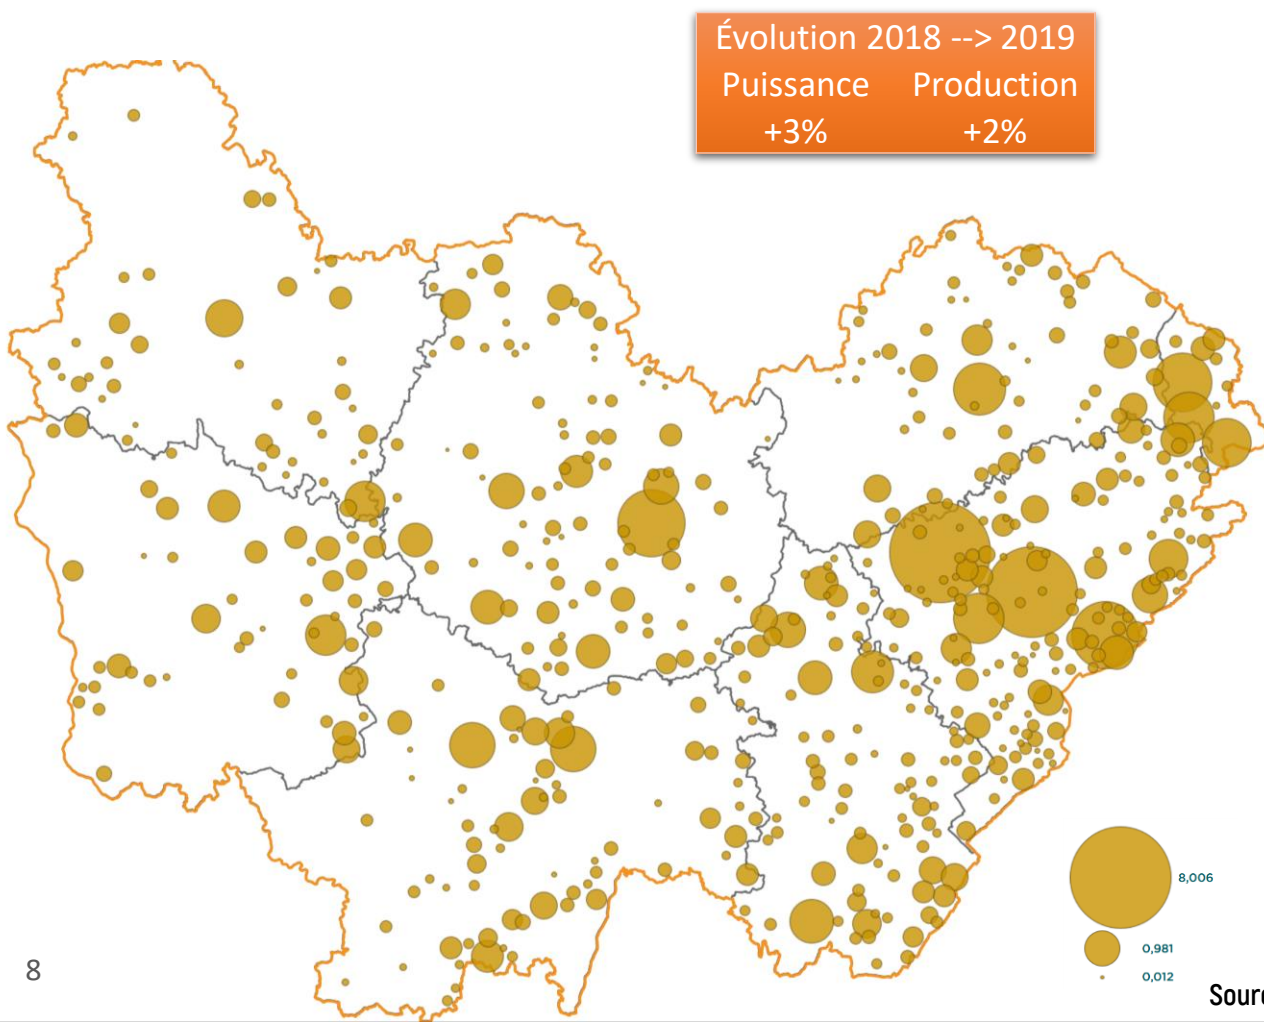 Évolution 2018 --> 2019
Puissance Production
+3% +2%
8,006
0,981
0,012
8